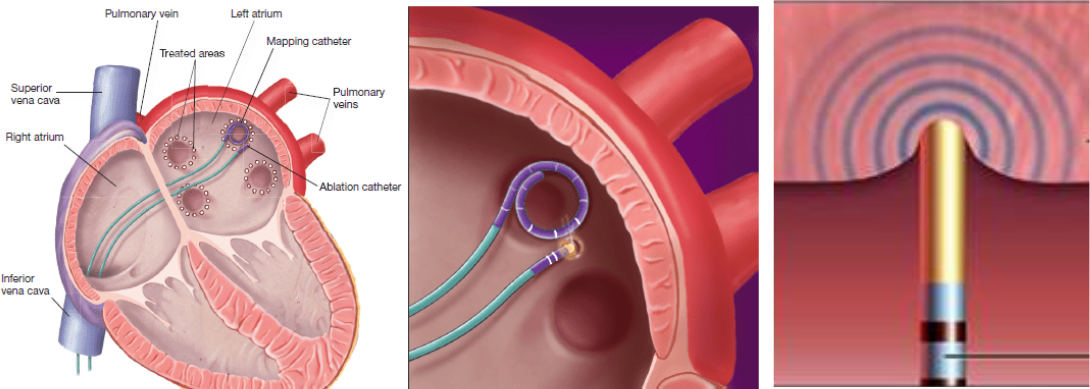 Pulmonary vein
Left atrium
Mapping catheter
Treated areas
Superior
vena cava
Pulmonary
veins
Right atrium
Ablation catheter
Inferior
vena cava